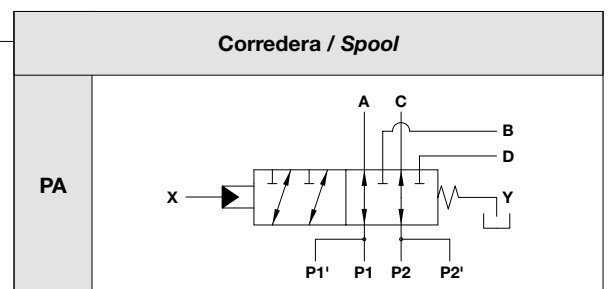 Corredera / Spool
PA
A C
B
D
X
Y
P1' P1 P2 P2'